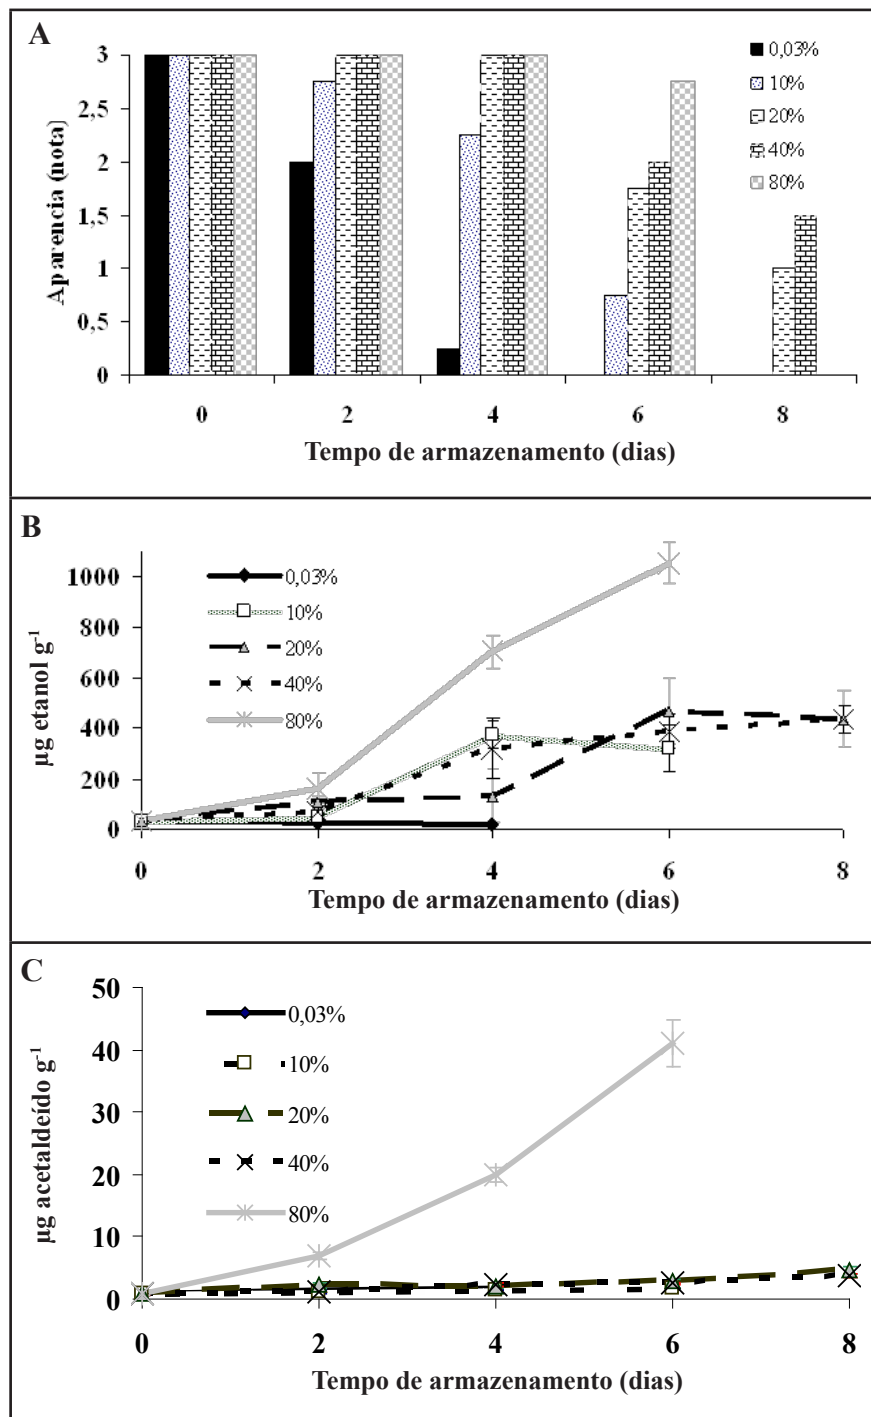 A
Aparencia (nota)
3
2,5
2
1,5
1
0,5
0
0,03%
10%
20%
40%
80%
0 2 4 6 8
Tempo de armazenamento (dias)
B
µg etanol g⁻¹
1000
800
600
400
200
0
0,03%
10%
20%
40%
80%
0 2 4 6 8
Tempo de armazenamento (dias)
C
µg acetaldeído g⁻¹
50
40
30
20
10
0
0,03%
10%
20%
40%
80%
0 2 4 6 8
Tempo de armazenamento (dias)